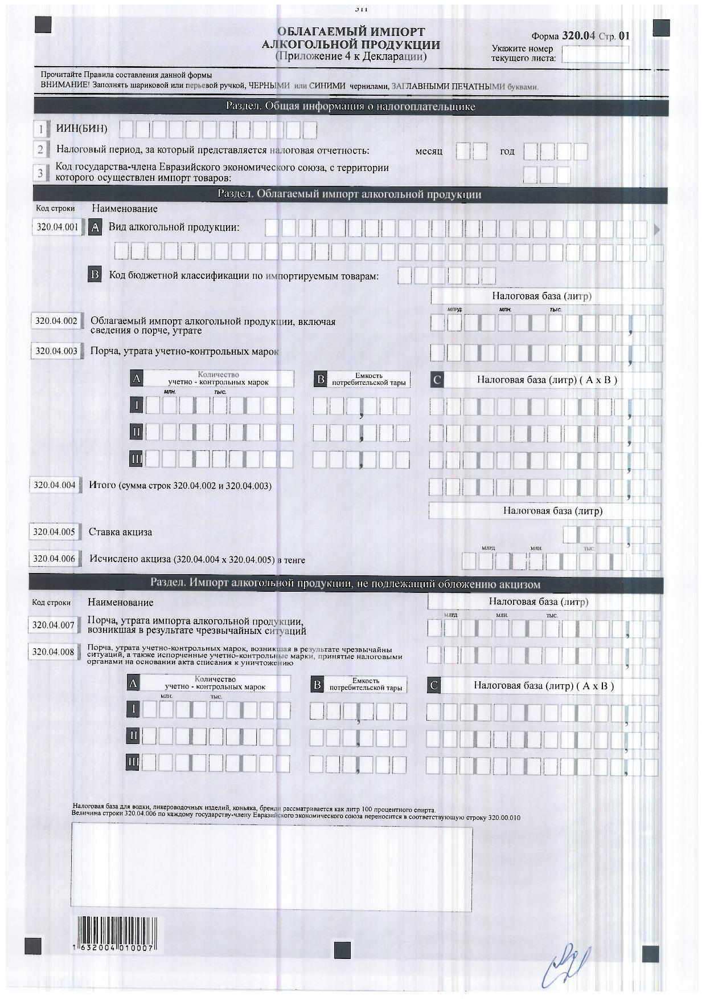 ОБЛАГАЕМЫЙ ИМПОРТ
АЛКОГОЛЬНОЙ ПРОДУКЦИИ
(Приложение 4 к Декларации)
Форма 320.04 Стр. 01
Укажите номер
текущего листа:
Прочитайте Правила составления данной формы
ВНИМАНИЕ! Заполнять шариковой или перьевой ручкой, ЧЕРНЫМИ или СИНИМИ чернилами, ЗАГЛАВНЫМИ ПЕЧАТНЫМИ буквами.
Раздел. Общая информация о налогоплательщике
1 ИИН(БИН)
2 Налоговый период, за который представляется налоговая отчетность: месяц год
3 Код государства-члена Евразийского экономического союза, с территории
которого осуществлен импорт товаров:
Раздел. Облагаемый импорт алкогольной продукции
Код строки Наименование
320.04.001 A Вид алкогольной продукции:
B Код бюджетной классификации по импортируемым товарам:
Налоговая база (литр)
МЛРД. МЛН. ТЫС.
320.04.002 Облагаемый импорт алкогольной продукции, включая
сведения о порче, утрате
,
320.04.003 Порча, утрата учетно-контрольных марок ,
A Количество
учетно - контрольных марок
B Емкость
потребительской тары
C Налоговая база (литр) ( A x B )
МЛН. ТЫС.
I , ,
II , ,
III , ,
320.04.004 Итого (сумма строк 320.04.002 и 320.04.003) ,
Налоговая база (литр)
320.04.005 Ставка акциза ,
МЛРД МЛН. ТЫС
320.04.006 Исчислено акциза (320.04.004 x 320.04.005) в тенге
Раздел. Импорт алкогольной продукции, не подлежащий обложению акцизом
Код строки Наименование Налоговая база (литр)
МЛРД МЛН. ТЫС.
320.04.007 Порча, утрата импорта алкогольной продукции,
возникшая в результате чрезвычайных ситуаций
,
320.04.008 Порча, утрата учетно-контрольных марок, возникшая в результате чрезвычайны
ситуаций, а также испорченные учетно-контрольные марки, принятые налоговыми
органами на основании акта списания к уничтожению
,
A Количество
учетно - контрольных марок
B Емкость
потребительской тары
C Налоговая база (литр) ( A x B )
МЛН. ТЫС.
I , ,
II , ,
III , ,
Налоговая база для водки, ликероводочных изделий, коньяка, бренди рассматривается как литр 100 процентного спирта.
Величина строки 320.04.006 по каждому государству-члену Евразийского экономического союза переносится в соответствующую строку 320.00.010
1 632004 010007